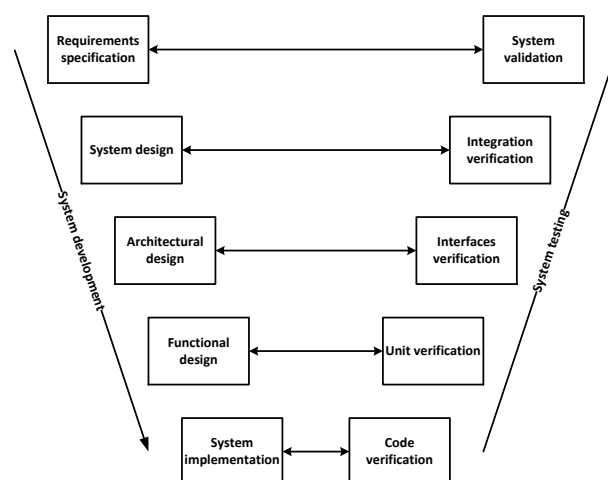 Requirements
specification
System
validation
System design
Integration
verification
Architectural
design
Interfaces
verification
Functional
design
Unit verification
System
implementation
Code
verification
System development
System testing